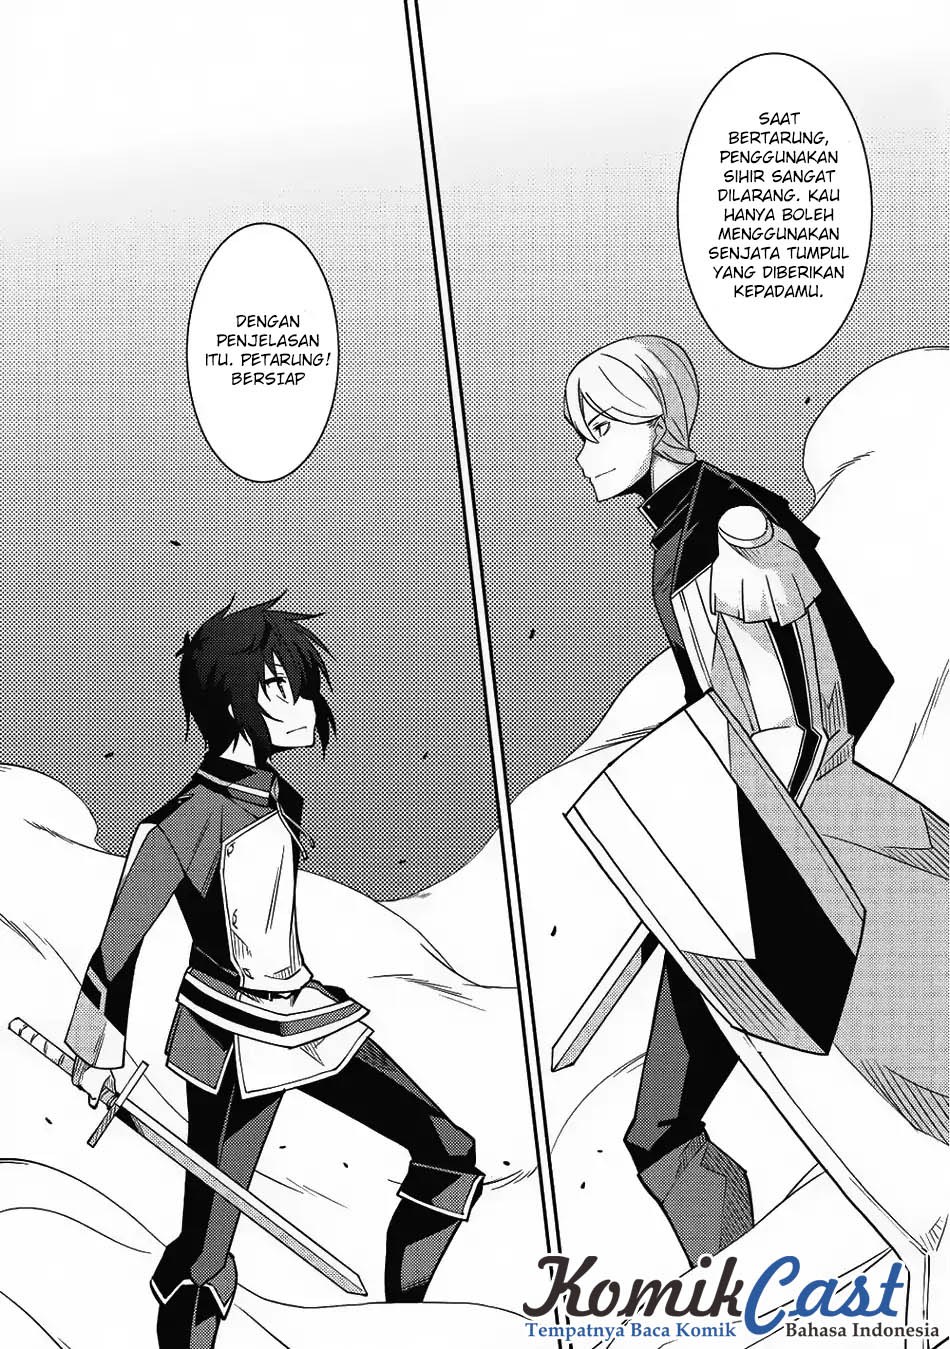 SAAT
BERTARUNG,
PENGGUNAKAN
SIHIR SANGAT
DILARANG. KAU
HANYA BOLEH
MENGGUNAKAN
SENJATA TUMPUL
YANG DIBERIKAN
KEPADAMU.
DENGAN
PENJELASAN
ITU. PETARUNG!
BERSIAP
KomikCast
Tempatnya Baca Komik Bahasa Indonesia